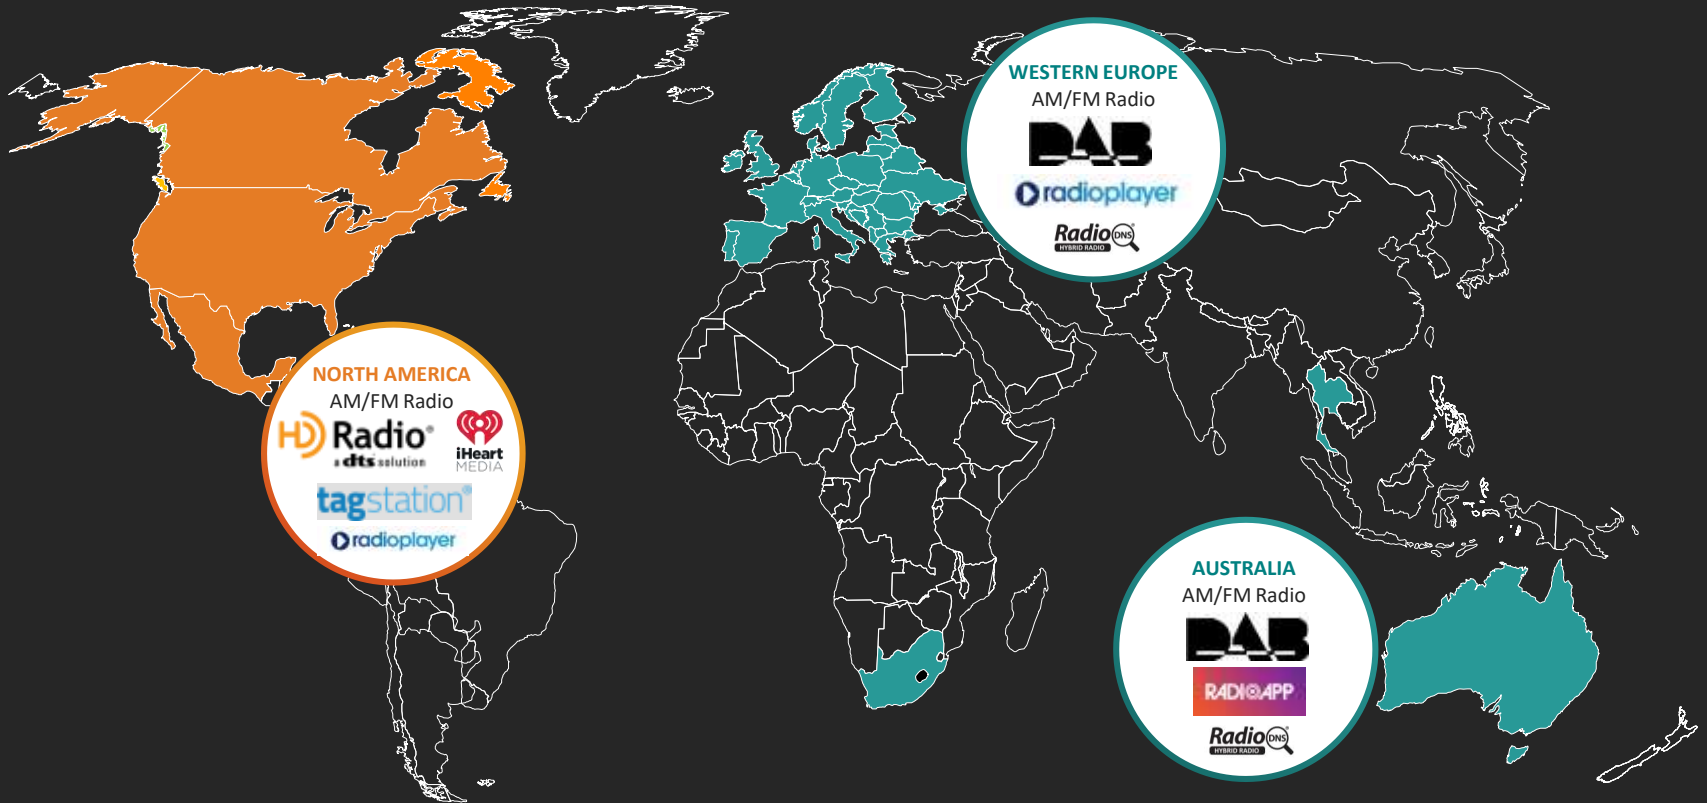 WESTERN EUROPE
AM/FM Radio
DAB
radioplayer
Radio DNS
HYBRID RADIO
NORTH AMERICA
AM/FM Radio
HD Radio®
a dts solution
iHeart
MEDIA
tagstation®
radioplayer
AUSTRALIA
AM/FM Radio
DAB
RADIOAPP
Radio DNS
HYBRID RADIO